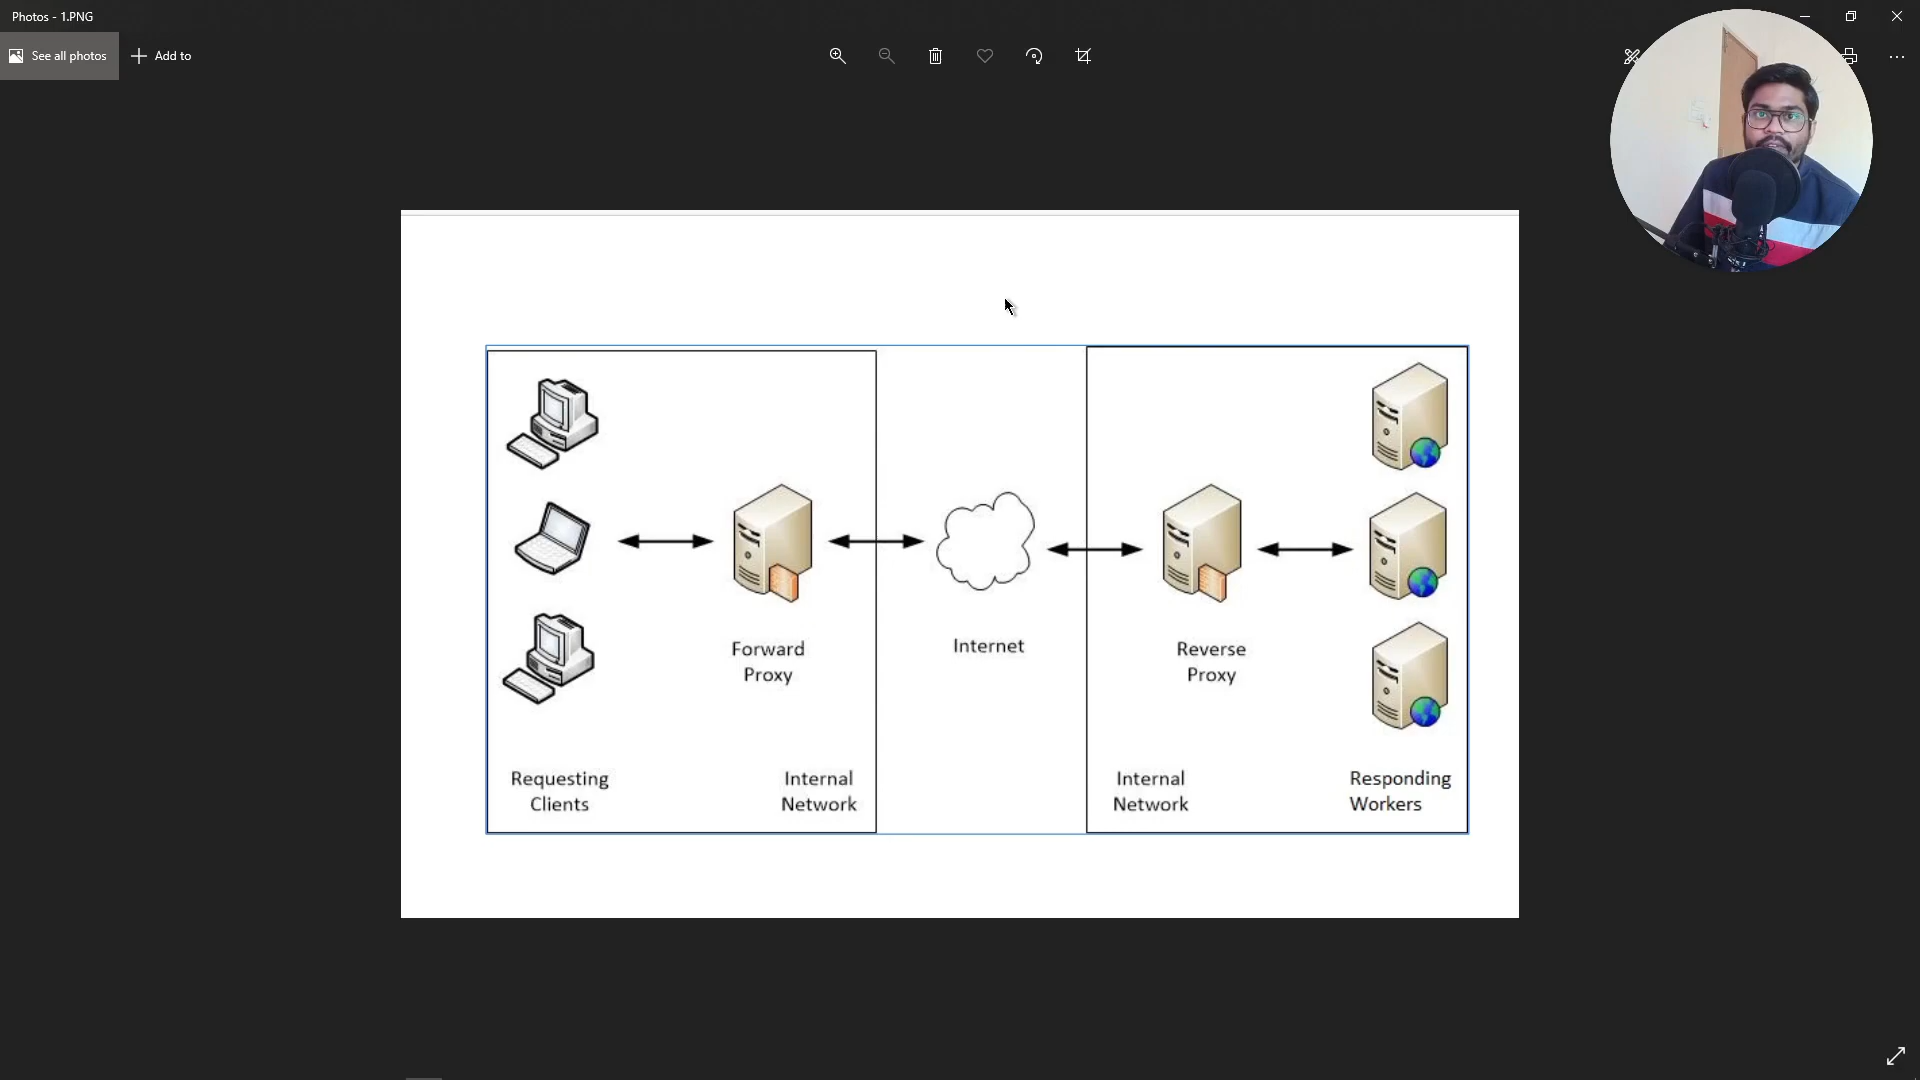 Photos - 1.PNG
See all photos
Add to
Forward
Proxy
Internet
Reverse
Proxy
Requesting
Clients
Internal
Network
Internal
Network
Responding
Workers